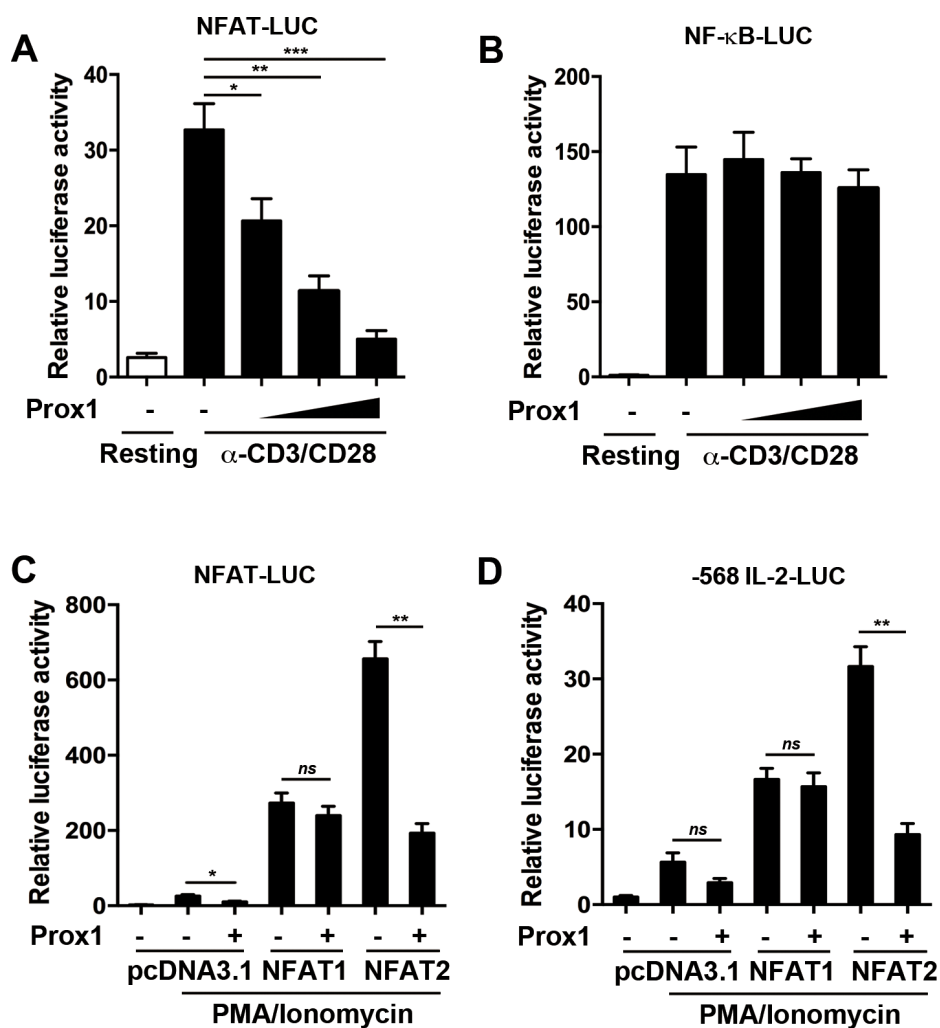 A
NFAT-LUC
Relative luciferase activity
40
30
20
10
0
***
**
*
Prox1
- -
Resting α-CD3/CD28
B
NF-κB-LUC
Relative luciferase activity
200
150
100
50
0
Prox1
- -
Resting α-CD3/CD28
C
NFAT-LUC
Relative luciferase activity
800
600
400
200
0
*
ns
**
Prox1 - - + - + - +
pcDNA3.1 NFAT1 NFAT2
PMA/Ionomycin
D
-568 IL-2-LUC
Relative luciferase activity
40
30
20
10
0
ns
ns
**
Prox1 - - + - + - +
pcDNA3.1 NFAT1 NFAT2
PMA/Ionomycin